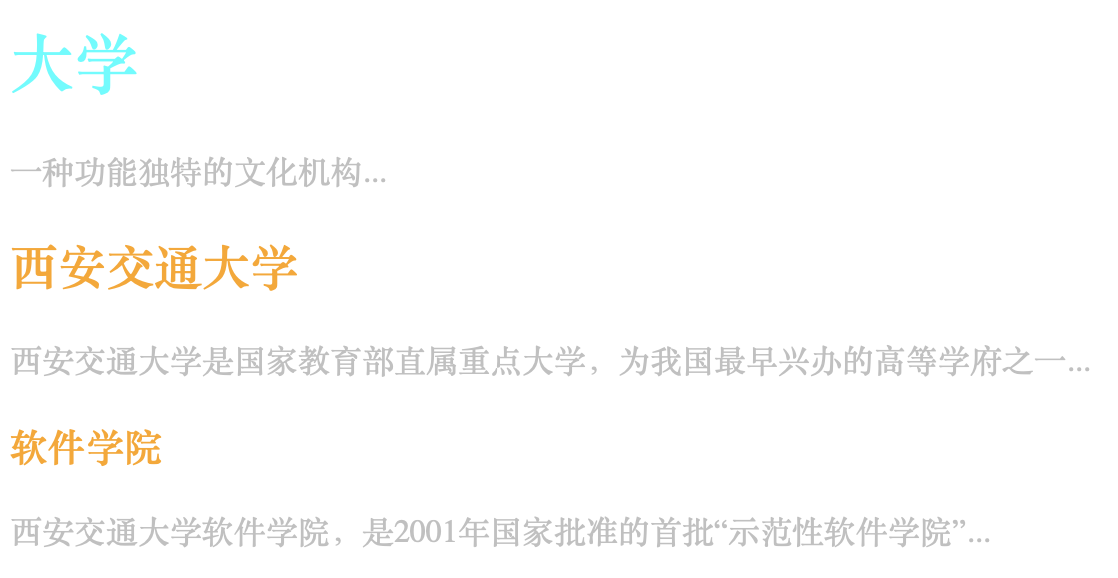 大学
一种功能独特的文化机构...
西安交通大学
西安交通大学是国家教育部直属重点大学，为我国最早兴办的高等学府之一...
软件学院
西安交通大学软件学院，是2001年国家批准的首批“示范性软件学院”...